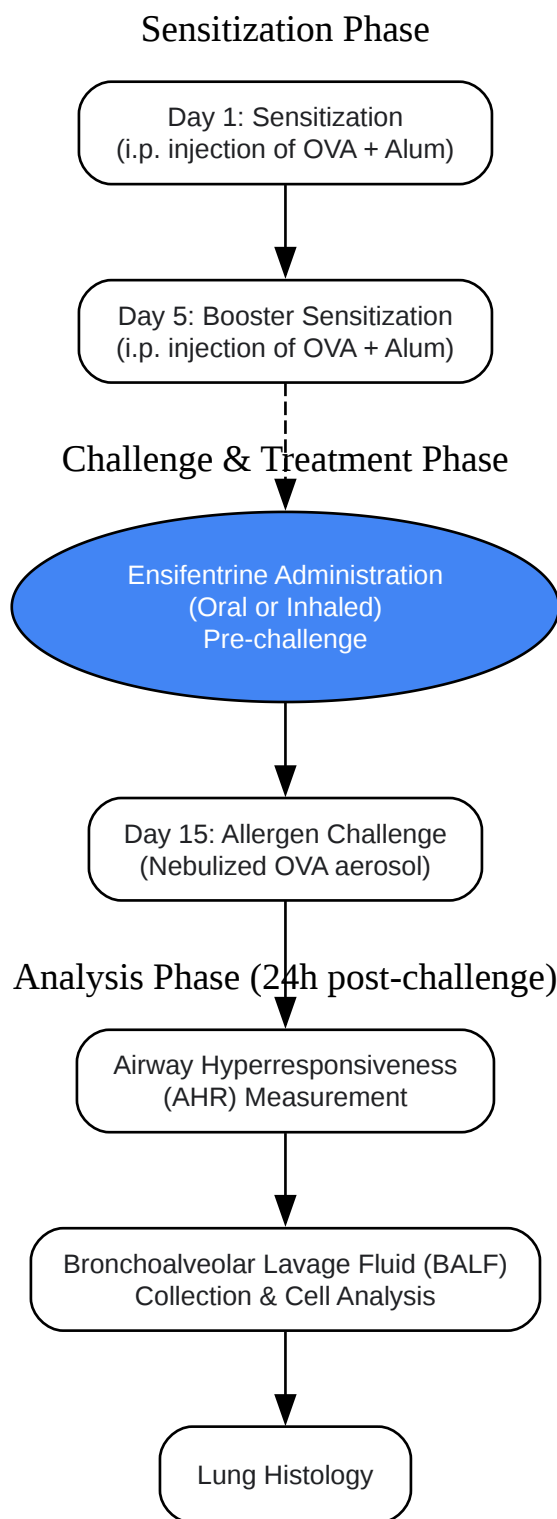 Sensitization Phase
Day 1: Sensitization
(i.p. injection of OVA + Alum)
Day 5: Booster Sensitization
(i.p. injection of OVA + Alum)
Challenge & Treatment Phase
Ensifentrine Administration
(Oral or Inhaled)
Pre-challenge
Day 15: Allergen Challenge
(Nebulized OVA aerosol)
Analysis Phase (24h post-challenge)
Airway Hyperresponsiveness
(AHR) Measurement
Bronchoalveolar Lavage Fluid (BALF)
Collection & Cell Analysis
Lung Histology